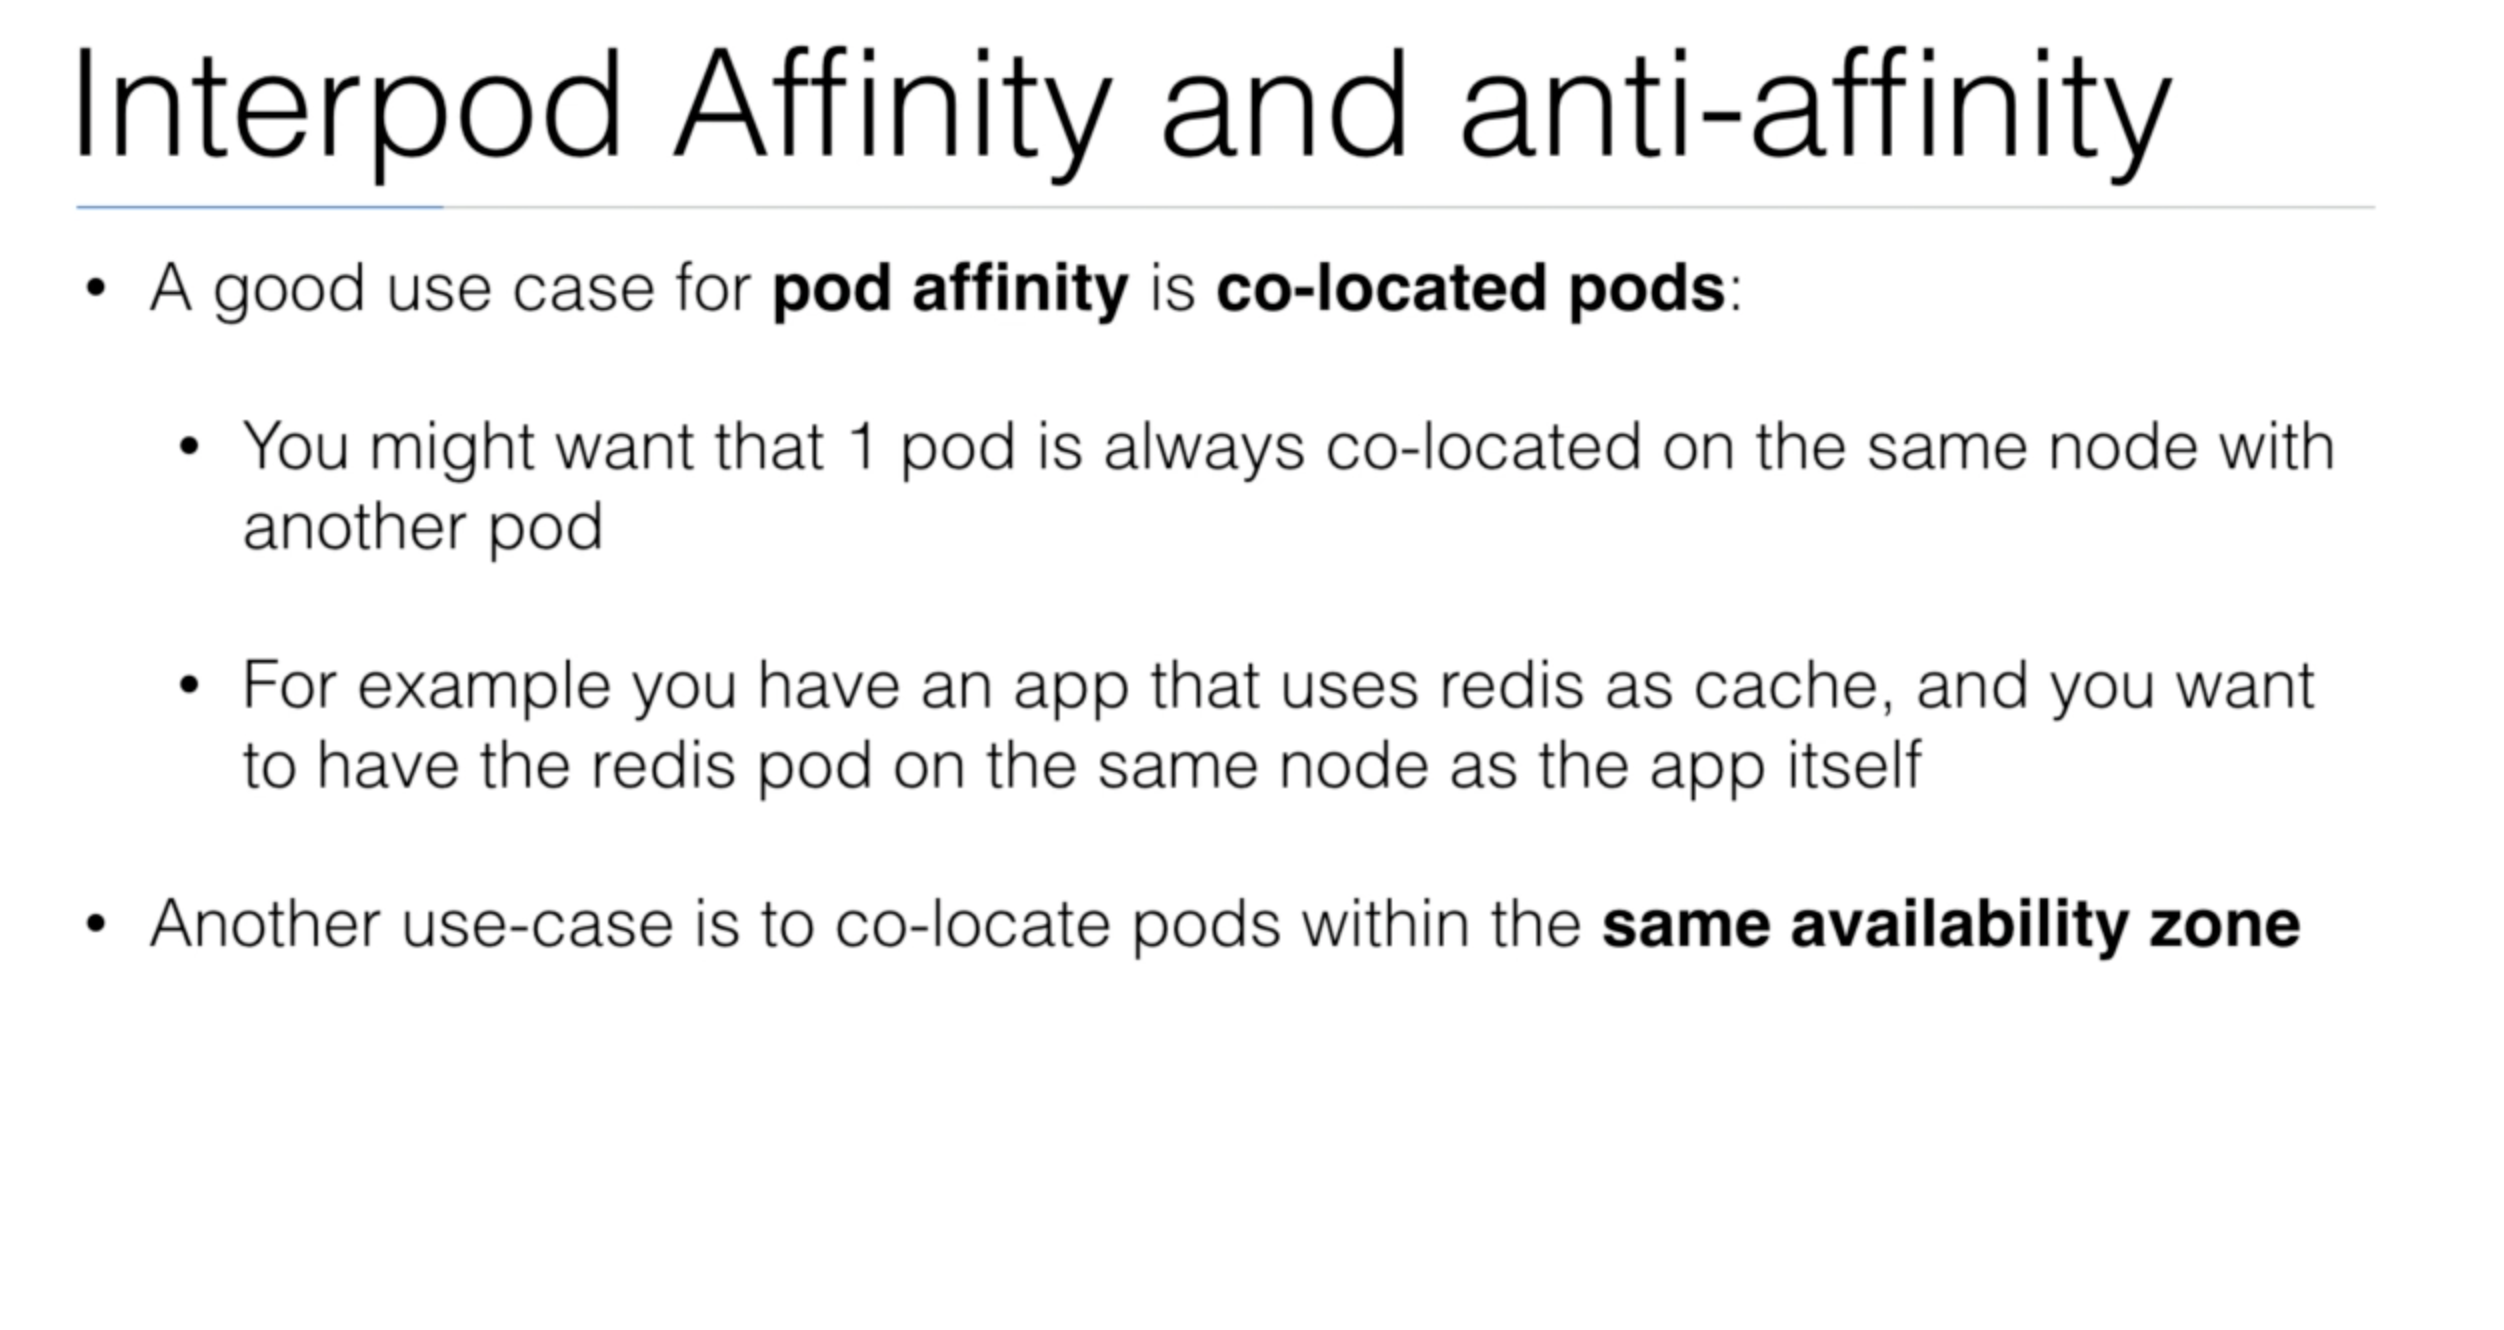 Interpod Affinity and anti-affinity
• A good use case for pod affinity is co-located pods:
• You might want that 1 pod is always co-located on the same node with
another pod
• For example you have an app that uses redis as cache, and you want
to have the redis pod on the same node as the app itself
• Another use-case is to co-locate pods within the same availability zone